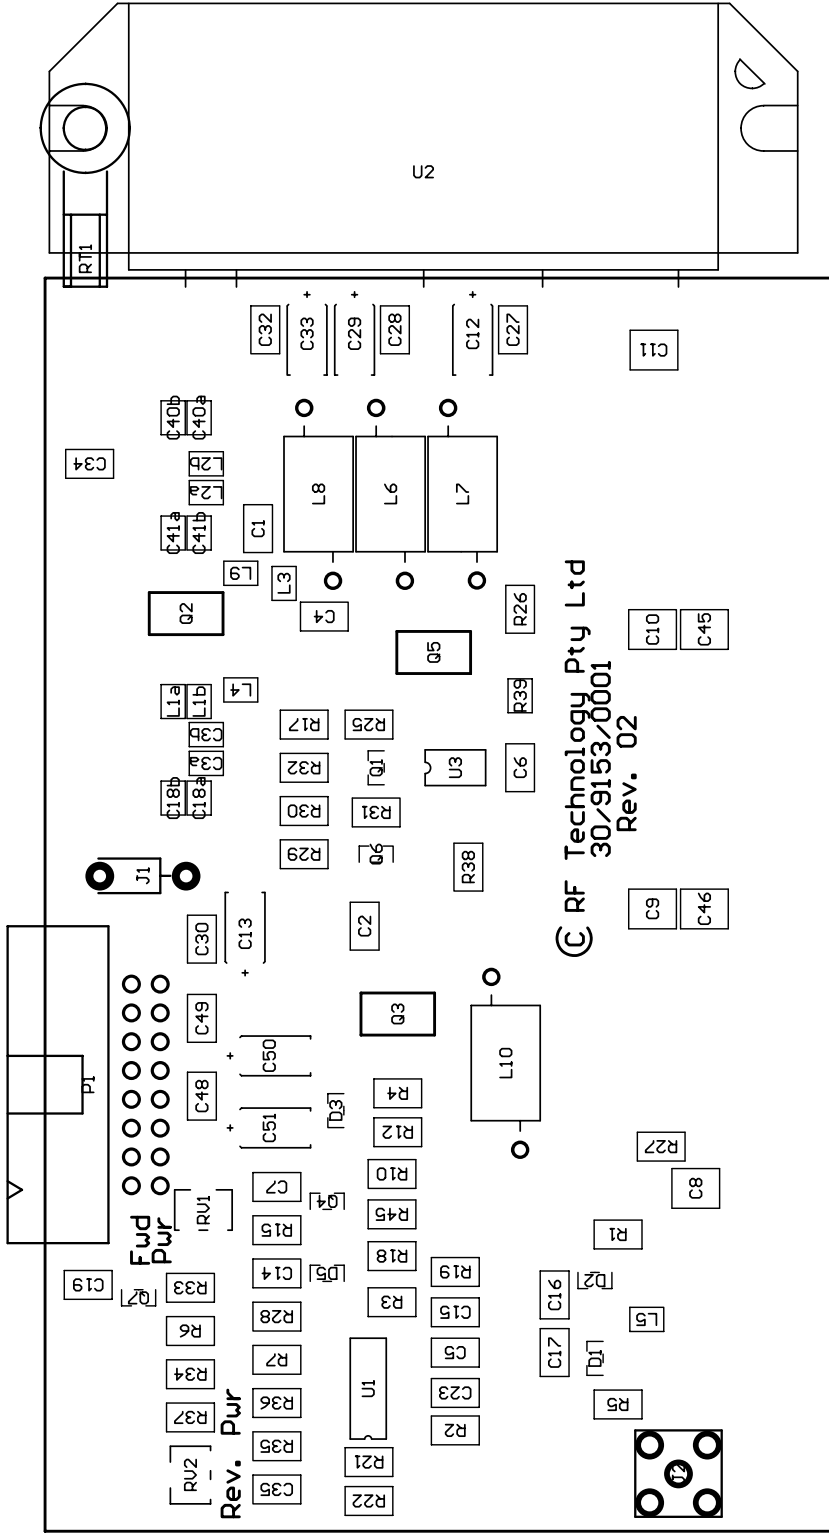 U2
RT1
C32
C33
+
C29
+
C28
C12
+
C27
C11
C40b
C40a
C34
L2b
L2a
C41a
C41b
C1
L8
L6
L7
L9
L3
Q2
C4
R26
Q5
C10
C45
L1a
L1b
L4
R39
C3b
R17
R25
C3a
R32
Q1
U3
C6
C18b
C18a
R30
R31
R29
Q6
R38
J1
© RF Technology Pty Ltd
30/9153/0001
Rev. 02
C30
C13
+
C2
C9
C46
C49
Q3
P1
+
C50
L10
C48
+
C51
D3
R4
R12
R27
C7
Q4
R10
C8
RV1
R15
R45
R1
Fwd
Pwr
C19
Q7
R33
C14
D5
R18
R19
C16
D2
R3
R6
R28
C15
L5
R34
R7
C5
C17
D1
U1
R37
R36
C23
R5
Rev. Pwr
R2
RV2
R35
R21
C35
R22
J2